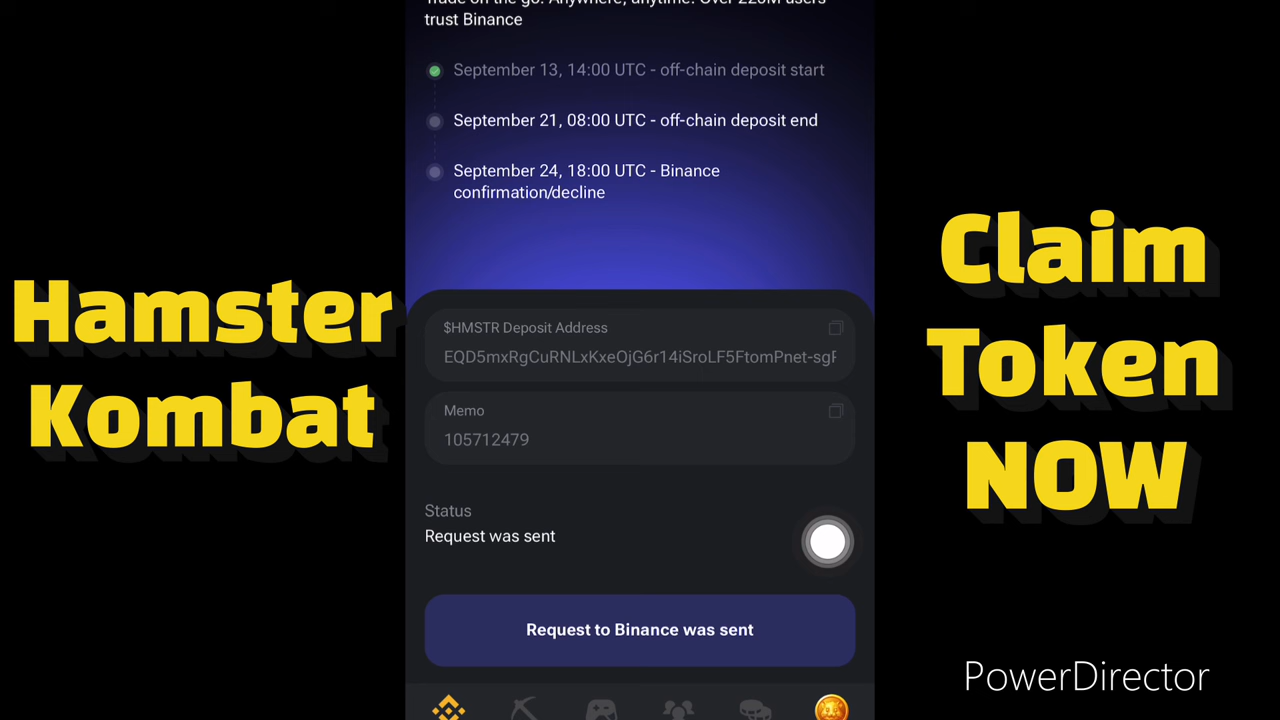 trust Binance
September 13, 14:00 UTC - off-chain deposit start
September 21, 08:00 UTC - off-chain deposit end
September 24, 18:00 UTC - Binance
confirmation/decline
Hamster
Kombat
Claim
Token
NOW
$HMSTR Deposit Address
EQD5mxRgCuRNLxKxeOjG6r14iSroLF5FtomPnet-sgF
Memo
105712479
Status
Request was sent
Request to Binance was sent
PowerDirector